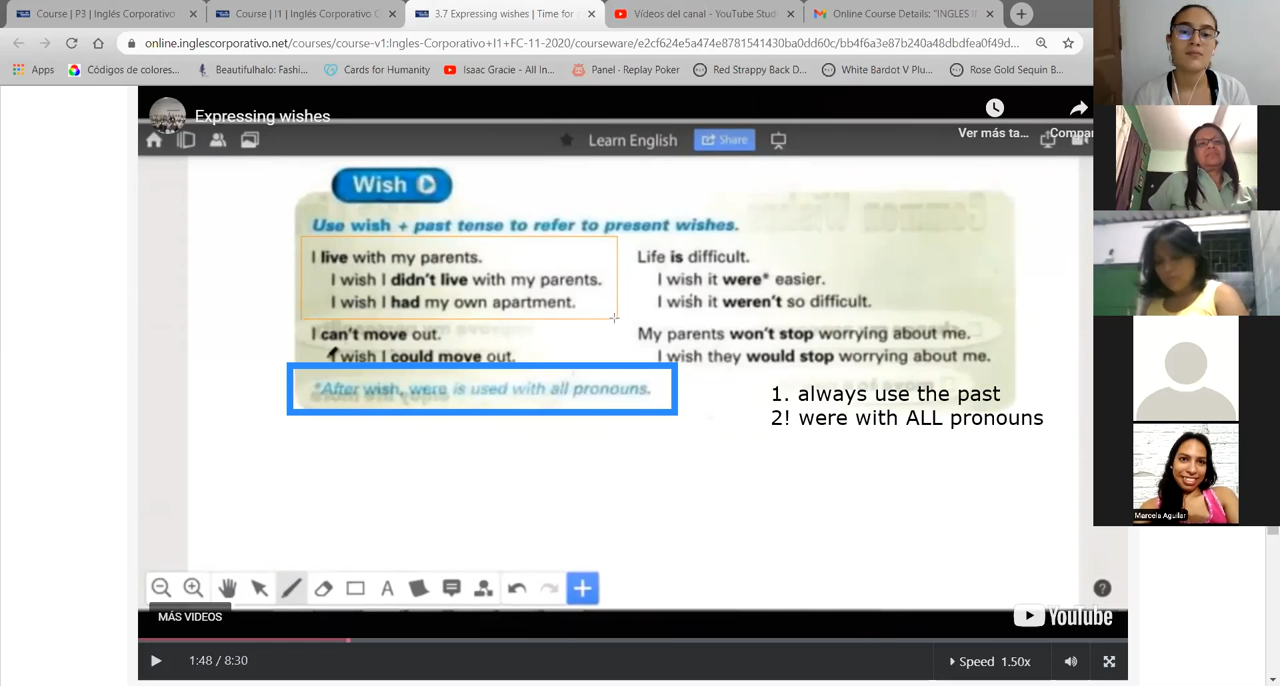 3.7 | P3 | Inglés Corporativo
Course | I1 | Inglés Corporativo
3.7 Expressing wishes | Time for
Vídeos del canal - YouTube Stud
Online Course Details: "INGLES I
online.inglescorporativo.net/courses/course-v1:Ingles-Corporativo+I1+FC-11-2020/courseware/e2cf624e5a474e8781541430ba0dd60c/bb4f6a3e87b240a48dbdfea0f49d...
Apps
Códigos de colores...
Beautifulhalo: Fashi...
Cards for Humanity
Isaac Gracie - All In...
Panel · Replay Poker
Red Strappy Back D...
White Bardot V Plu...
Rose Gold Sequin B...
Expressing wishes
Ver más ta...
Compar
Learn English
Share
Wish
Use wish + past tense to refer to present wishes.
I live with my parents.
I wish I didn't live with my parents.
I wish I had my own apartment.
I can't move out.
I wish I could move out.
Life is difficult.
I wish it were* easier.
I wish it weren't so difficult.
My parents won't stop worrying about me.
I wish they would stop worrying about me.
*After wish, were is used with all pronouns.
1. always use the past
2! were with ALL pronouns
Marcela Aguilar
MÁS VIDEOS
YouTube
1:48 / 8:30
Speed 1.50x